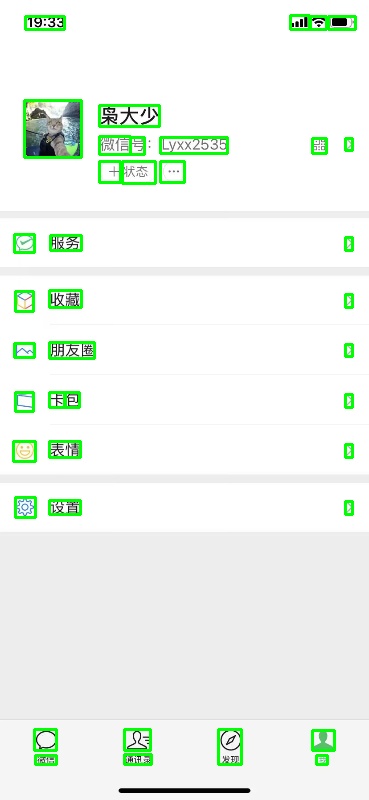 19:33
枭大少
微信号：Lyxx2535
＋状态
服务
收藏
朋友圈
卡包
表情
设置
微信 通讯录 发现 我